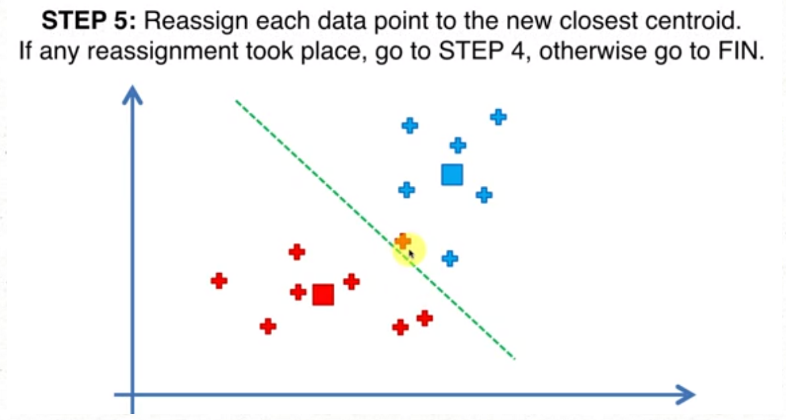 STEP 5: Reassign each data point to the new closest centroid.
If any reassignment took place, go to STEP 4, otherwise go to FIN.